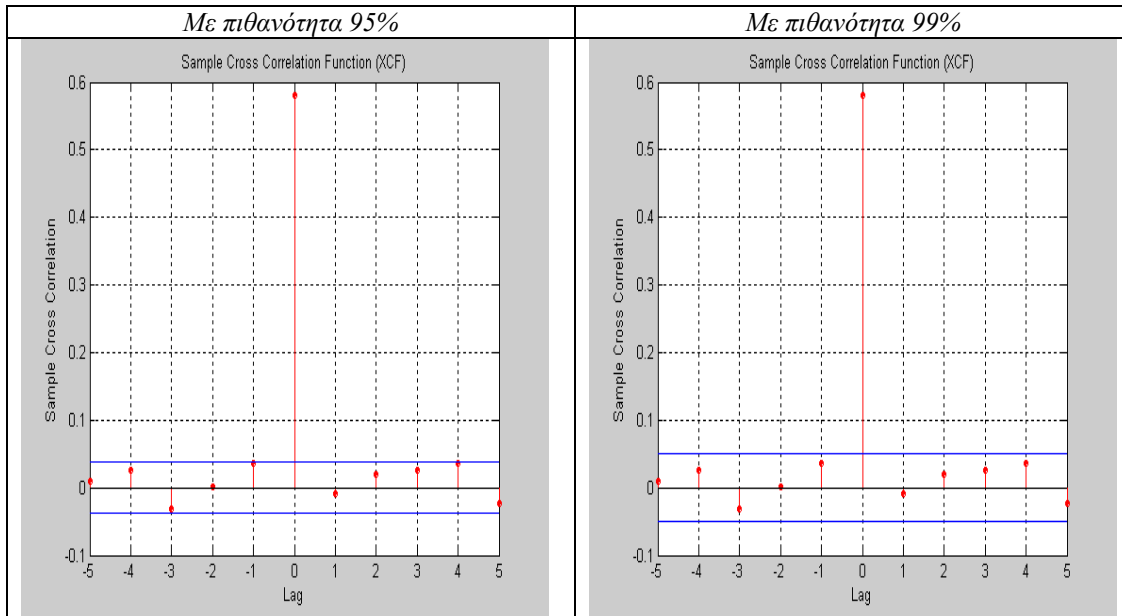 Με πιθανότητα 95%
Με πιθανότητα 99%
Sample Cross Correlation Function (XCF)
Sample Cross Correlation
0.6
0.5
0.4
0.3
0.2
0.1
0
-0.1
-5 -4 -3 -2 -1 0 1 2 3 4 5
Lag
Sample Cross Correlation Function (XCF)
Sample Cross Correlation
0.6
0.5
0.4
0.3
0.2
0.1
0
-0.1
-5 -4 -3 -2 -1 0 1 2 3 4 5
Lag